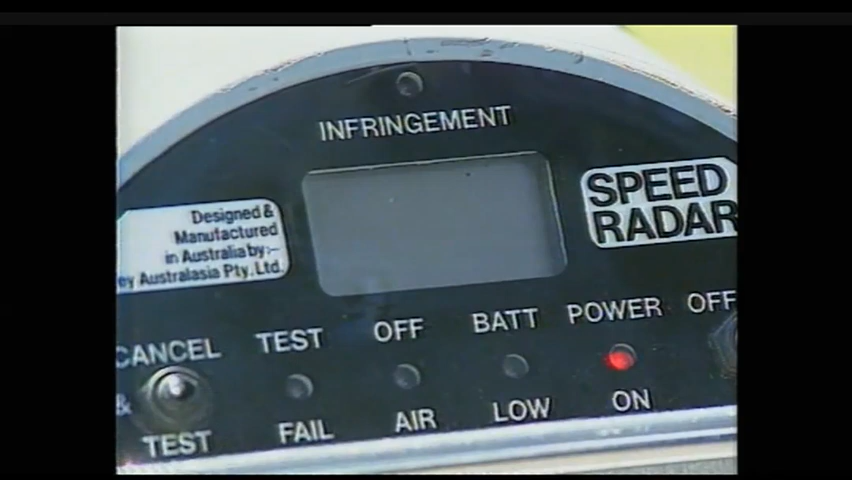 INFRINGEMENT
SPEED
RADAR
Designed &
Manufactured
in Australia by:-
ey Australasia Pty. Ltd.
CANCEL
&
TEST
TEST
FAIL
OFF
AIR
BATT
LOW
POWER
ON
OFF